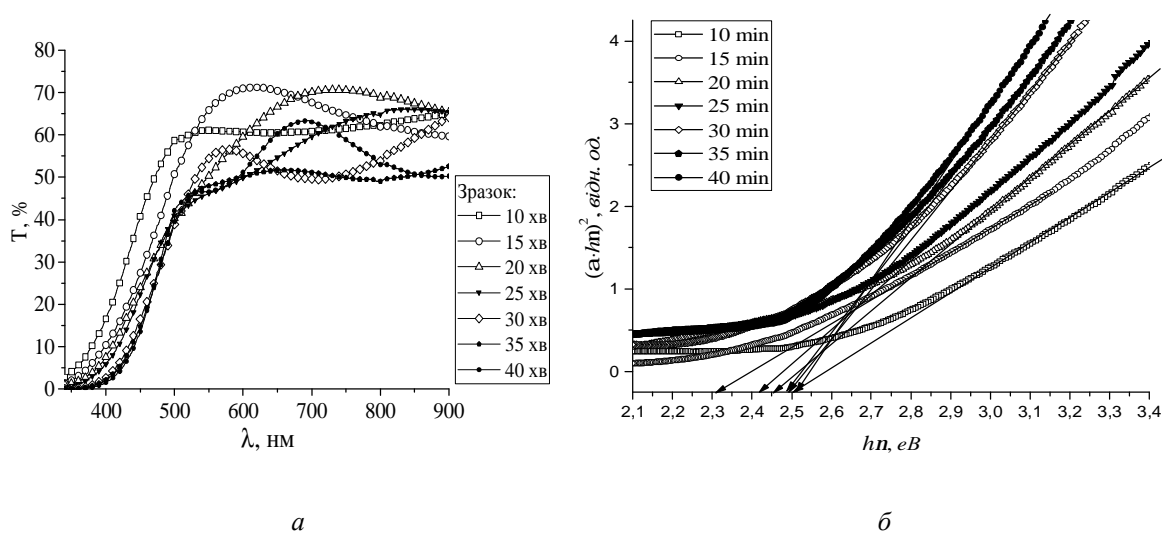 T, %
80
70
60
50
40
30
20
10
0
400 500 600 700 800 900
λ, нм
Зразок:
10 хв
15 хв
20 хв
25 хв
30 хв
35 хв
40 хв
а
(a·hn)², відн. од.
4
3
2
1
0
10 min
15 min
20 min
25 min
30 min
35 min
40 min
2,1 2,2 2,3 2,4 2,5 2,6 2,7 2,8 2,9 3,0 3,1 3,2 3,3 3,4
hn, еВ
б